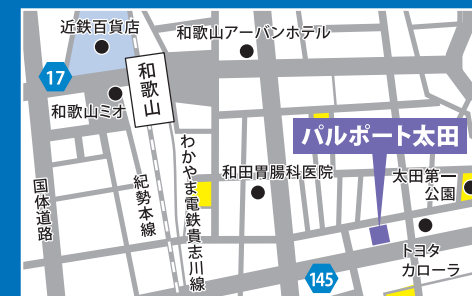 近鉄百貨店
和歌山アーバンホテル
17
和歌山
和歌山ミオ
パルポート太田
わかやま電鉄貴志川線
和田胃腸科医院
太田第一
公園
国体道路
紀勢本線
トヨタ
カローラ
145